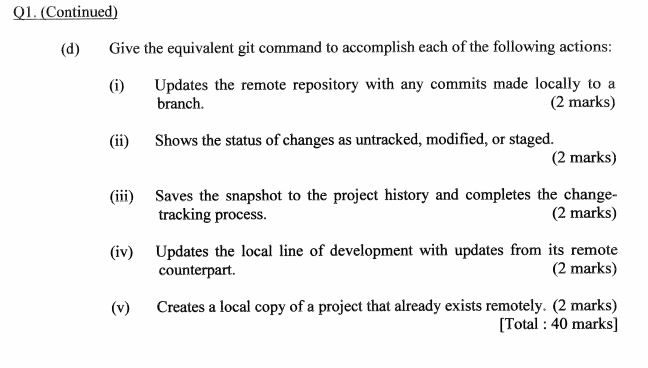 Q1. (Continued)
(d) Give the equivalent git command to accomplish each of the following actions:
(i) Updates the remote repository with any commits made locally to a
branch. (2 marks)
(ii) Shows the status of changes as untracked, modified, or staged.
(2 marks)
(iii) Saves the snapshot to the project history and completes the change-
tracking process. (2 marks)
(iv) Updates the local line of development with updates from its remote
counterpart. (2 marks)
(v) Creates a local copy of a project that already exists remotely. (2 marks)
[Total : 40 marks]